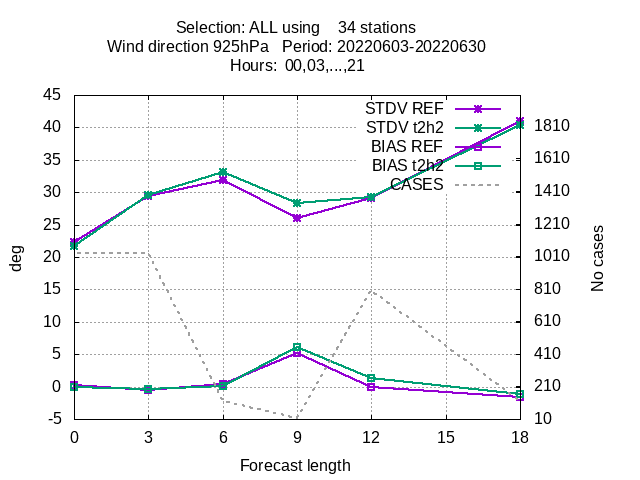 Selection: ALL using    34 stations
Wind direction 925hPa   Period: 20220603-20220630
Hours:  00,03,...,21
STDV REF
STDV t2h2
BIAS REF
BIAS t2h2
CASES
45
40
35
30
25
20
15
10
5
0
-5
deg
1810
1610
1410
1210
1010
810
610
410
210
10
No cases
0 3 6 9 12 15 18
Forecast length